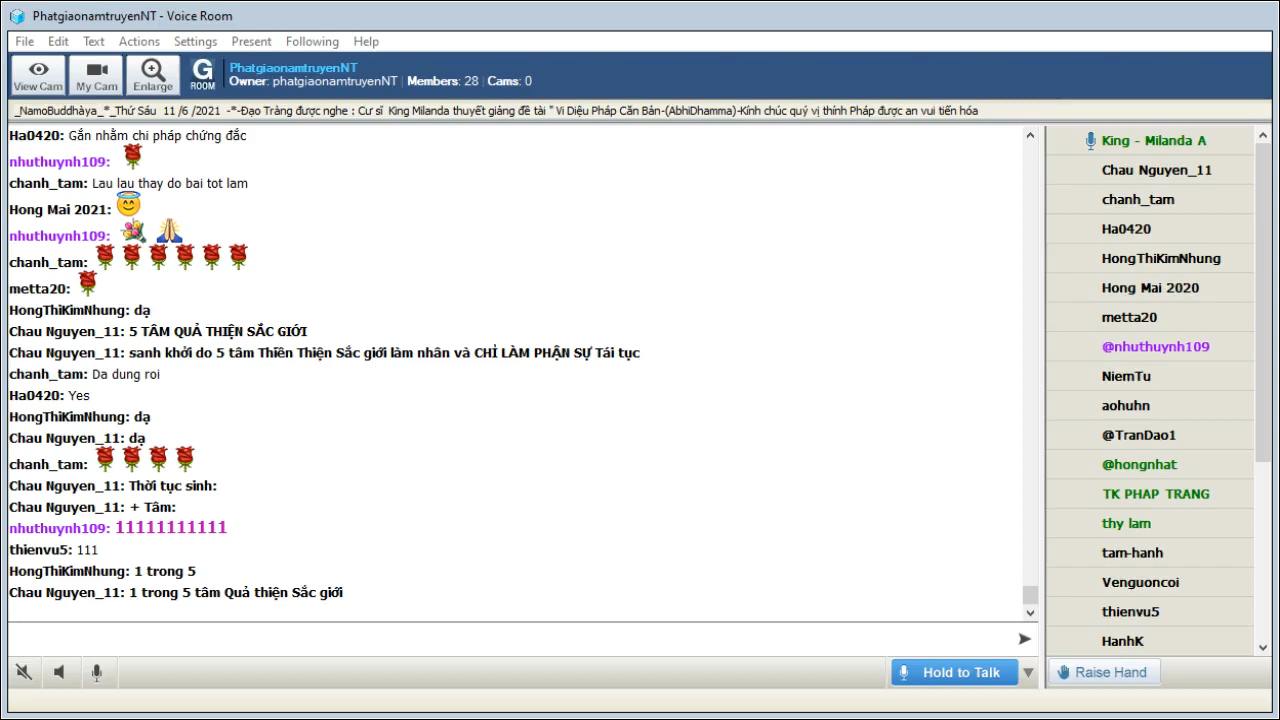 PhatgiaonamtruyenNT - Voice Room
File Edit Text Actions Settings Present Following Help
View Cam
My Cam
Enlarge
G ROOM
PhatgiaonamtruyenNT
Owner: phatgiaonamtruyenNT | Members: 28 | Cams: 0
_NamoBuddhàya_*_Thứ Sáu 11 /6 /2021 -*-Đạo Tràng được nghe : Cư sĩ King Milanda thuyết giảng đề tài " Vi Diệu Pháp Căn Bản-(AbhiDhamma)-Kính chúc quý vị thính Pháp được an vui tiến hóa
Ha0420: Gắn nhằm chi pháp chứng đắc
nhuthuynh109:
chanh_tam: Lau lau thay do bai tot lam
Hong Mai 2021:
nhuthuynh109:
chanh_tam:
metta20:
HongThiKimNhung: dạ
Chau Nguyen_11: 5 TÂM QUẢ THIỆN SẮC GIỚI
Chau Nguyen_11: sanh khởi do 5 tâm Thiền Thiện Sắc giới làm nhân và CHỈ LÀM PHẬN SỰ Tái tục
chanh_tam: Da dung roi
Ha0420: Yes
HongThiKimNhung: dạ
Chau Nguyen_11: dạ
chanh_tam:
Chau Nguyen_11: Thời tục sinh:
Chau Nguyen_11: + Tâm:
nhuthuynh109: 11111111111
thienvu5: 111
HongThiKimNhung: 1 trong 5
Chau Nguyen_11: 1 trong 5 tâm Quả thiện Sắc giới
King - Milanda A
Chau Nguyen_11
chanh_tam
Ha0420
HongThiKimNhung
Hong Mai 2020
metta20
@nhuthuynh109
NiemTu
aohuhn
@TranDao1
@hongnhat
TK PHAP TRANG
thy lam
tam-hanh
Venguoncoi
thienvu5
HanhK
Hold to Talk
Raise Hand